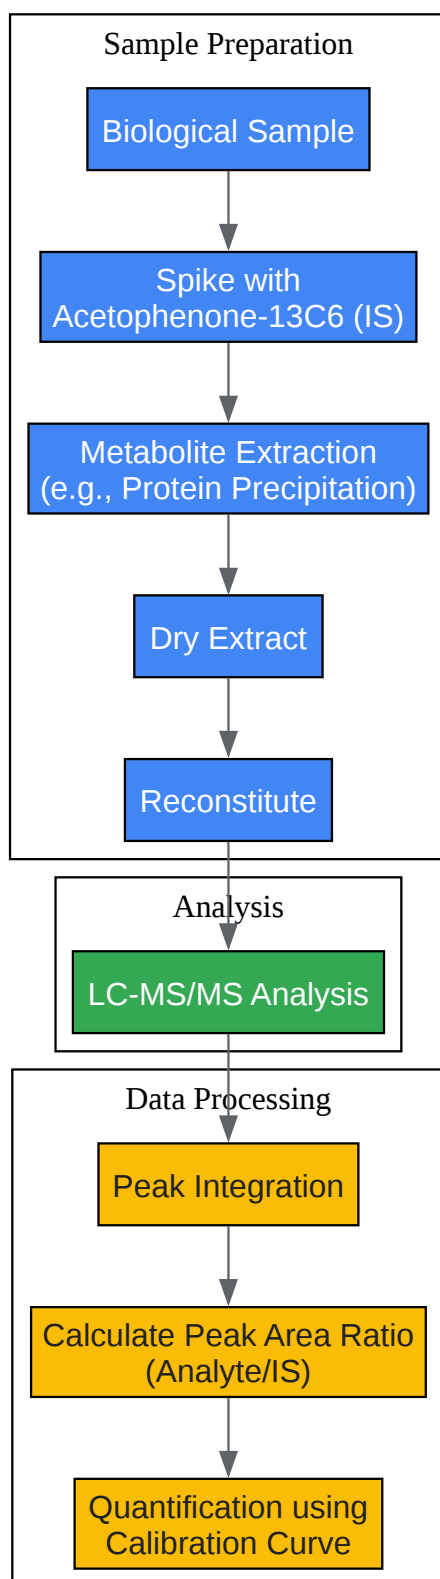 Sample Preparation
Biological Sample
Spike with
Acetophenone-13C6 (IS)
Metabolite Extraction
(e.g., Protein Precipitation)
Dry Extract
Reconstitute
Analysis
LC-MS/MS Analysis
Data Processing
Peak Integration
Calculate Peak Area Ratio
(Analyte/IS)
Quantification using
Calibration Curve